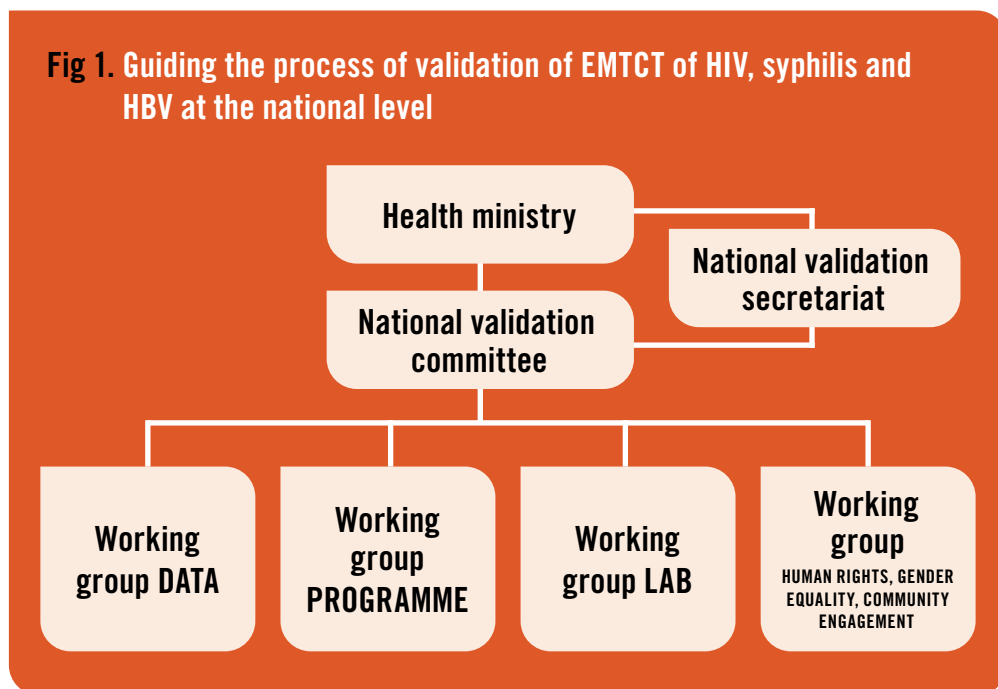 Fig 1. Guiding the process of validation of EMTCT of HIV, syphilis and
HBV at the national level
Health ministry
National validation
secretariat
National validation
committee
Working
group DATA
Working
group
PROGRAMME
Working
group LAB
Working
group
HUMAN RIGHTS, GENDER
EQUALITY, COMMUNITY
ENGAGEMENT